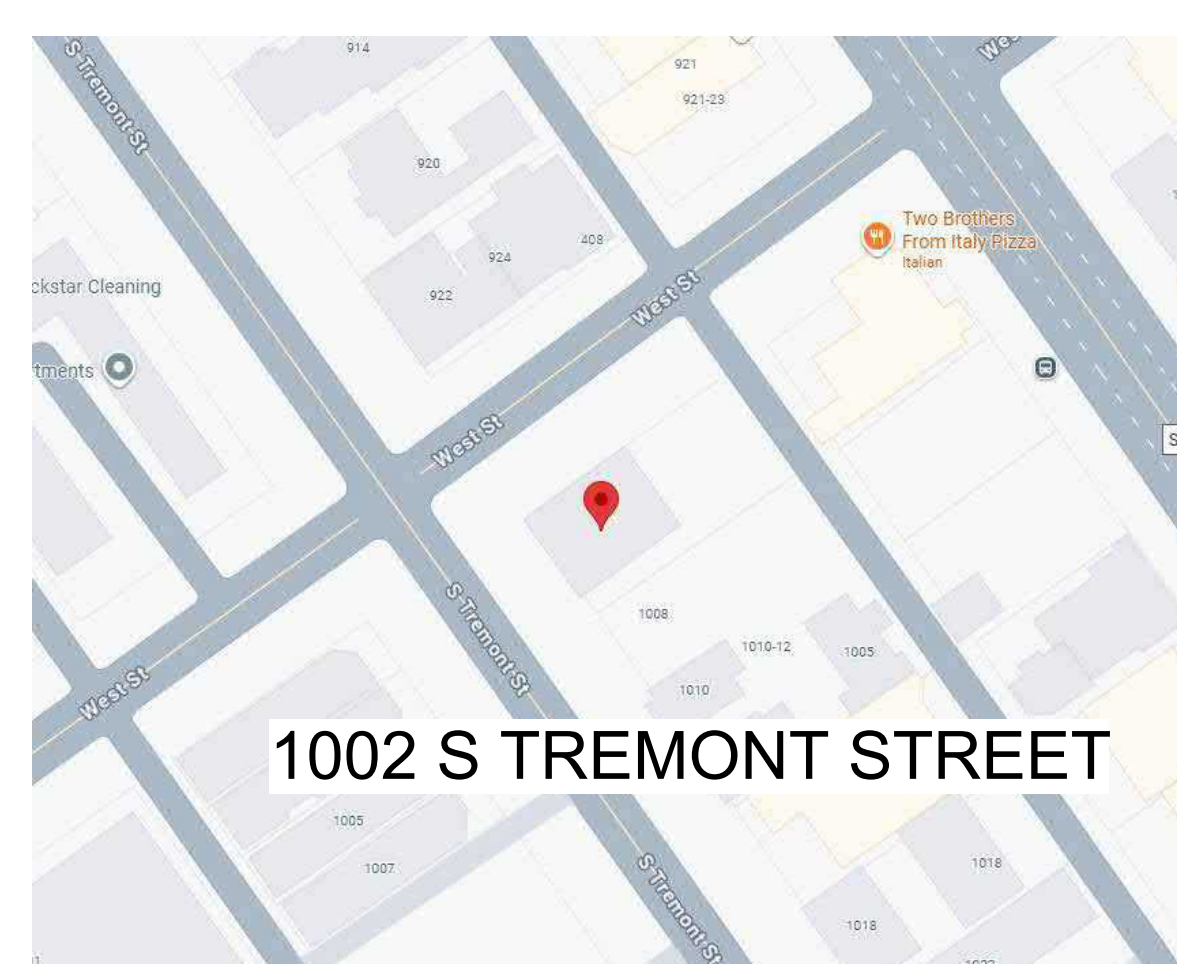 S Tremont St
914
921
921-23
920
408
924
922
Two Brothers
From Italy Pizza
Italian
ckstar Cleaning
tments
West St
West St
1008
1010-12
1005
1010
S Tremont St
West St
1002 S TREMONT STREET
1005
1007
1018
1018
S Tremont St